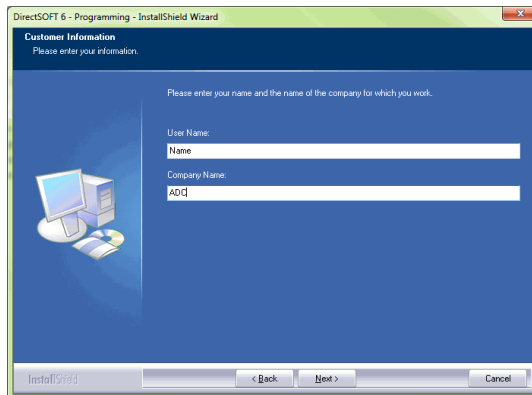 DirectSOFT 6 - Programming - InstallShield Wizard
Customer Information
Please enter your information.
Please enter your name and the name of the company for which you work.
User Name:
Name
Company Name:
ADC
InstallShield
< Back
Next >
Cancel